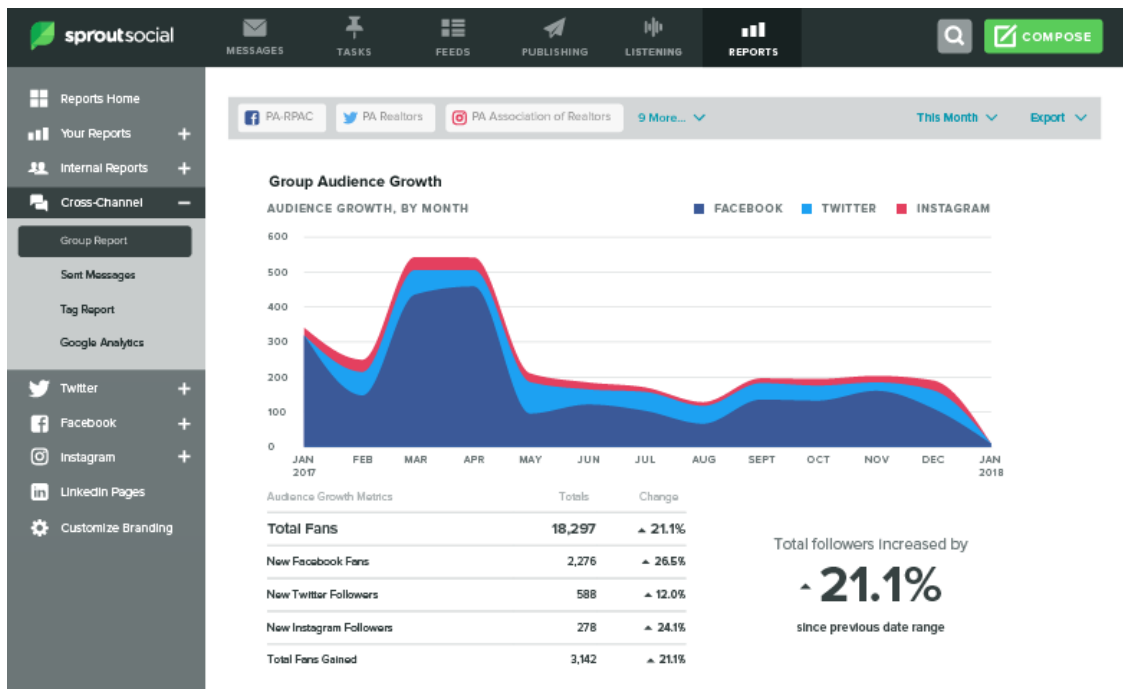 sproutsocial
MESSAGES TASKS FEEDS PUBLISHING LISTENING REPORTS COMPOSE
Reports Home
Your Reports
Internal Reports
Cross-Channel
Group Report
Sent Messages
Tag Report
Google Analytics
Twitter
Facebook
Instagram
LinkedIn Pages
Customize Branding
PA-RPAC PA Realtors PA Association of Realtors 9 More... This Month Export
Group Audience Growth
AUDIENCE GROWTH, BY MONTH FACEBOOK TWITTER INSTAGRAM
600
500
400
300
200
100
0
JAN FEB MAR APR MAY JUN JUL AUG SEPT OCT NOV DEC JAN
2017 2018
Audience Growth Metrics Totals Change
Total Fans 18,297 21.1%
New Facebook Fans 2,276 26.5%
New Twitter Followers 588 12.0%
New Instagram Followers 278 24.1%
Total Fans Gained 3,142 21.1%
Total followers increased by
21.1%
since previous date range